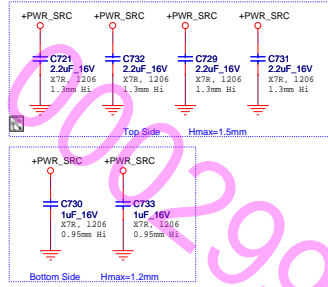 +PWR_SRC +PWR_SRC +PWR_SRC +PWR_SRC
C721 C732 C729 C731
2.2uF_16V 2.2uF_16V 2.2uF_16V 2.2uF_16V
X7R, 1206 X7R, 1206 X7R, 1206 X7R, 1206
1.3mm Hi 1.3mm Hi 1.3mm Hi 1.3mm Hi
Top Side Hmax=1.5mm
+PWR_SRC +PWR_SRC
C730 C733
1uF_16V 1uF_16V
X7R, 1206 X7R, 1206
0.95mm Hi 0.95mm Hi
Bottom Side Hmax=1.2mm